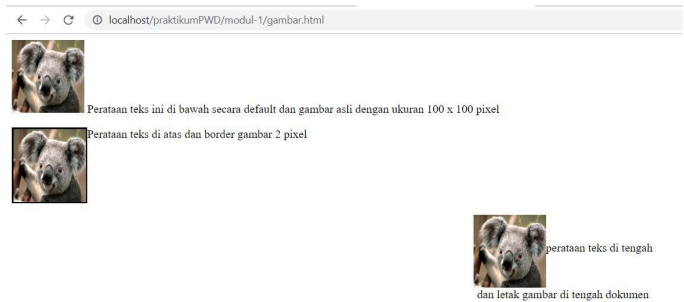 localhost/praktikumPWD/modul-1/gambar.html
Perataan teks ini di bawah secara default dan gambar asli dengan ukuran 100 x 100 pixel
Perataan teks di atas dan border gambar 2 pixel
perataan teks di tengah
dan letak gambar di tengah dokumen